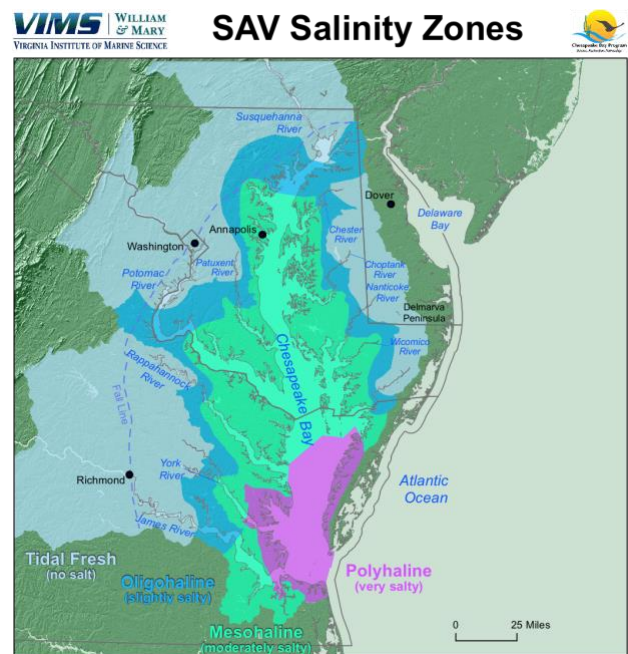 VIMS | WILLIAM & MARY
VIRGINIA INSTITUTE OF MARINE SCIENCE
SAV Salinity Zones
Chesapeake Bay Program
Susquehanna
River
Dover
Delaware
Bay
Annapolis
Washington
Chester
River
Patuxent
River
Choptank
River
Potomac
River
Nanticoke
River
Delmarva
Peninsula
Wicomico
River
Chesapeake Bay
Rappahannock
River
Fall Line
York
River
Richmond
Atlantic
Ocean
James River
Tidal Fresh
(no salt)
Oligohaline
(slightly salty)
Polyhaline
(very salty)
Mesohaline
(moderately salty)
0 25 Miles